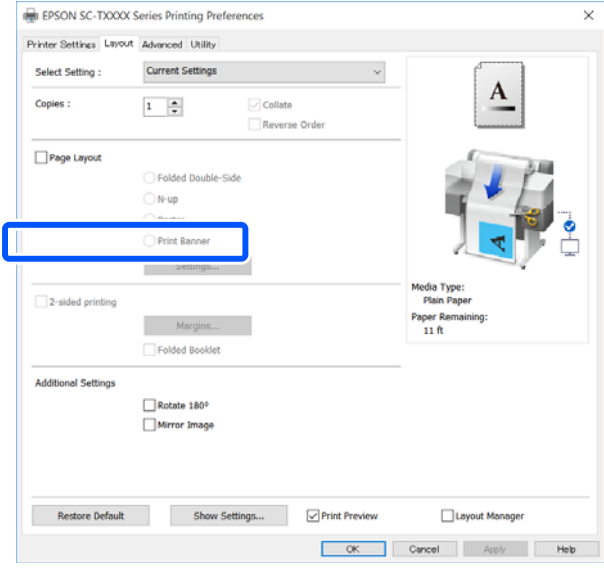 EPSON SC-TXXXX Series Printing Preferences
Printer Settings Layout Advanced Utility
Select Setting : Current Settings
Copies : 1 Collate
Reverse Order
Page Layout
Folded Double-Side
N-up
Print Banner
Settings...
2-sided printing
Margins...
Folded Booklet
Additional Settings
Rotate 180°
Mirror Image
A
A
Media Type:
Plain Paper
Paper Remaining:
11 ft
Restore Default Show Settings... Print Preview Layout Manager
OK Cancel Apply Help